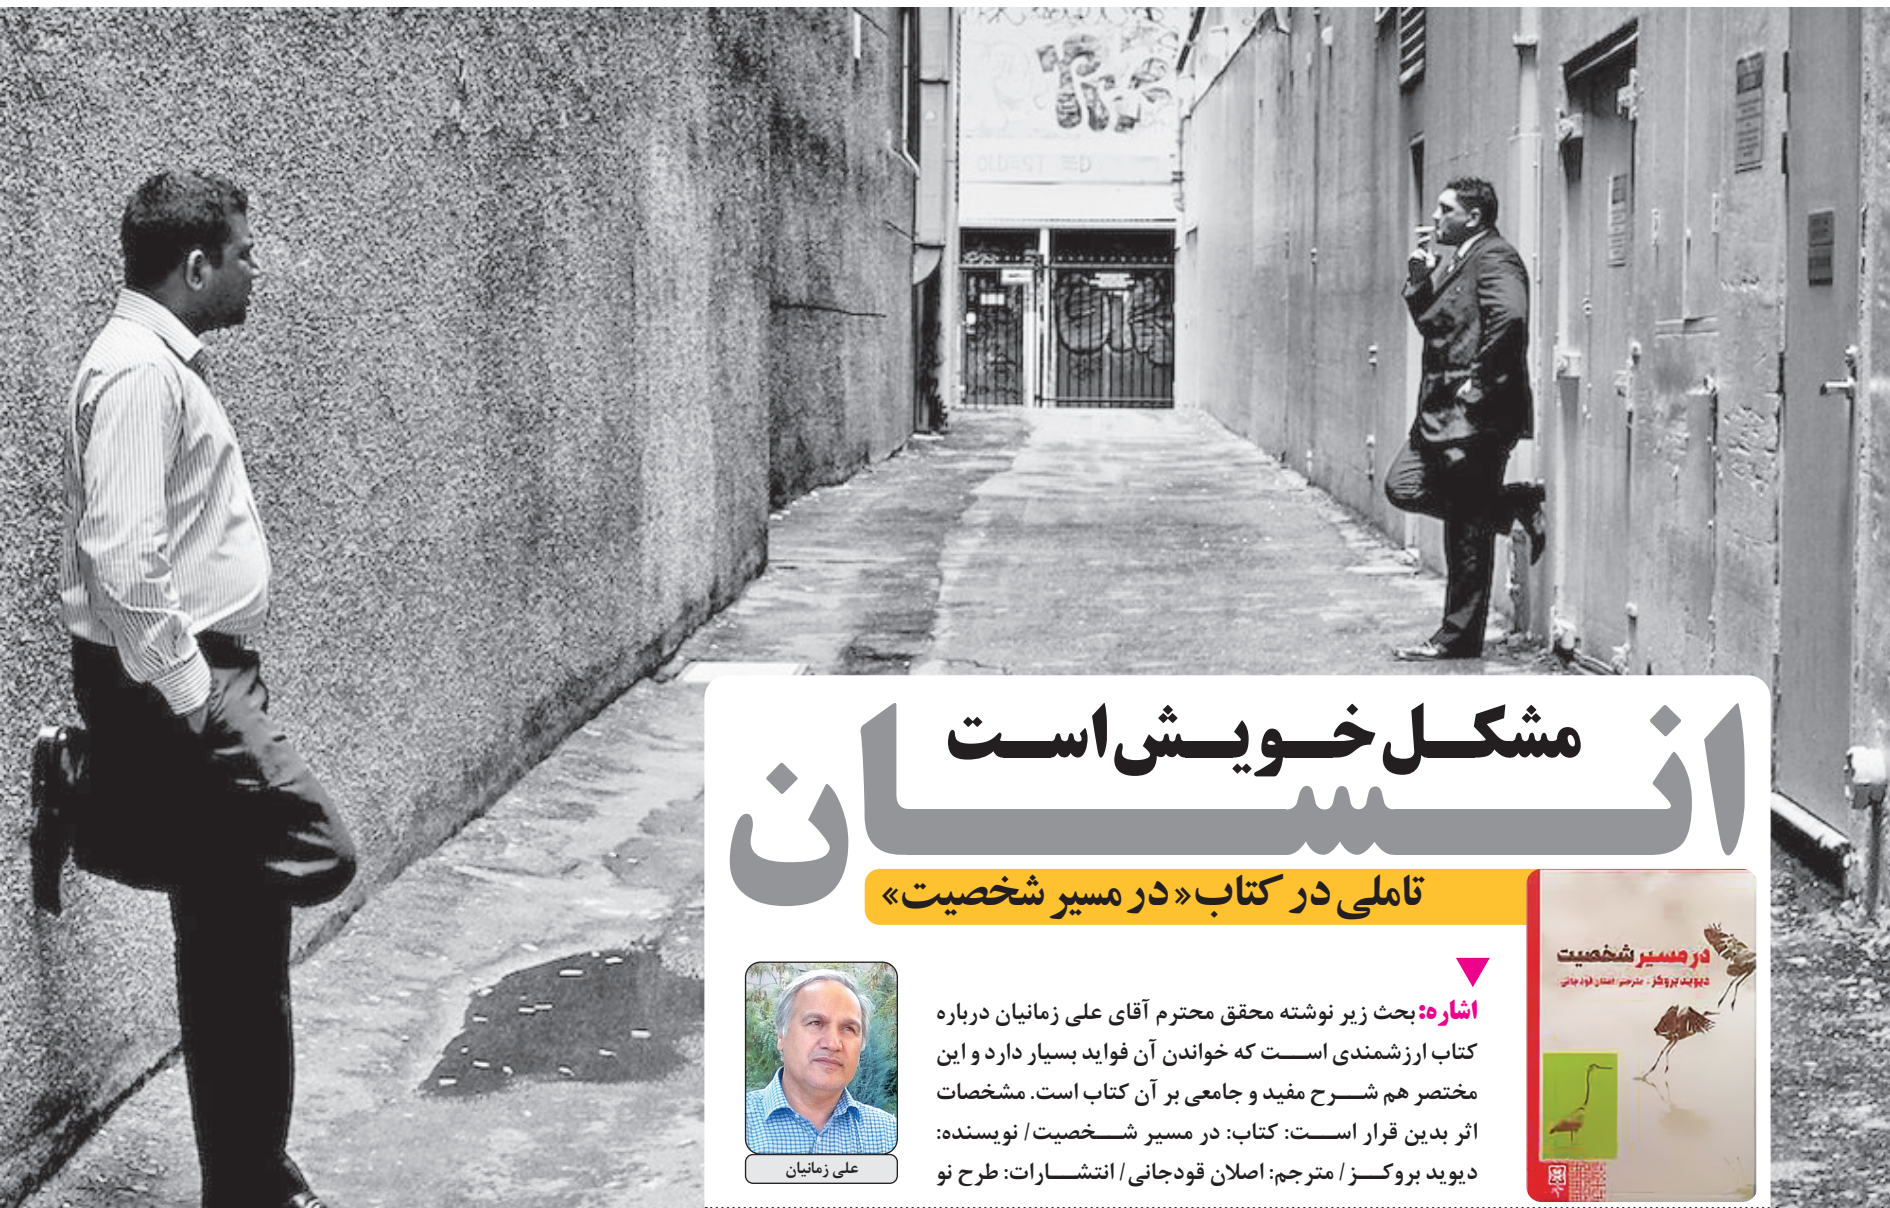 انسان
مشکل خویش است
تاملی در کتاب «در مسیر شخصیت»
در مسیر شخصیت
دیوید بروکز / مترجم: اصلان قودجانی
اشاره: بحث زیر نوشته محقق محترم آقای علی زمانیان درباره
کتاب ارزشمندی است که خواندن آن فواید بسیار دارد و این
مختصر هم شرح مفید و جامعی بر آن کتاب است. مشخصات
اثر بدین قرار است: کتاب: در مسیر شخصیت/ نویسنده:
دیوید بروکز/ مترجم: اصلان قودجانی/ انتشارات: طرح نو
علی زمانیان